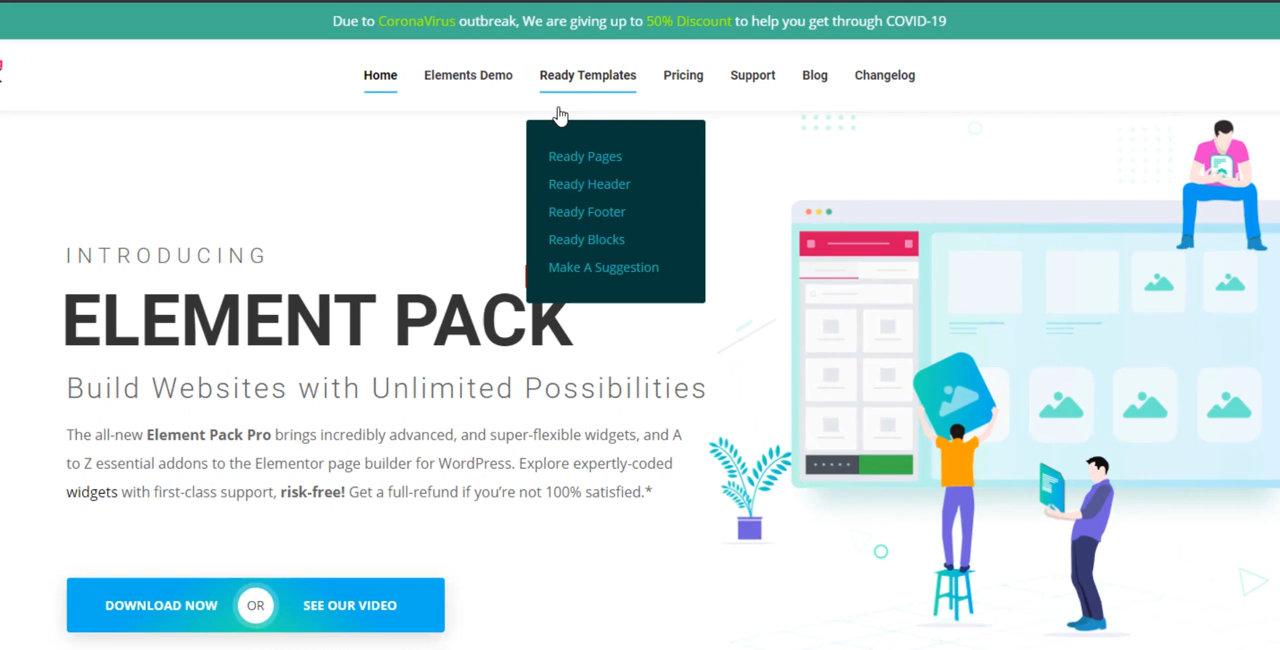 Due to CoronaVirus outbreak, We are giving up to 50% Discount to help you get through COVID-19
Home Elements Demo Ready Templates Pricing Support Blog Changelog
Ready Pages
Ready Header
Ready Footer
Ready Blocks
Make A Suggestion
INTRODUCING
ELEMENT PACK
Build Websites with Unlimited Possibilities
The all-new Element Pack Pro brings incredibly advanced, and super-flexible widgets, and A
to Z essential addons to the Elementor page builder for WordPress. Explore expertly-coded
widgets with first-class support, risk-free! Get a full-refund if you’re not 100% satisfied.*
DOWNLOAD NOW OR SEE OUR VIDEO